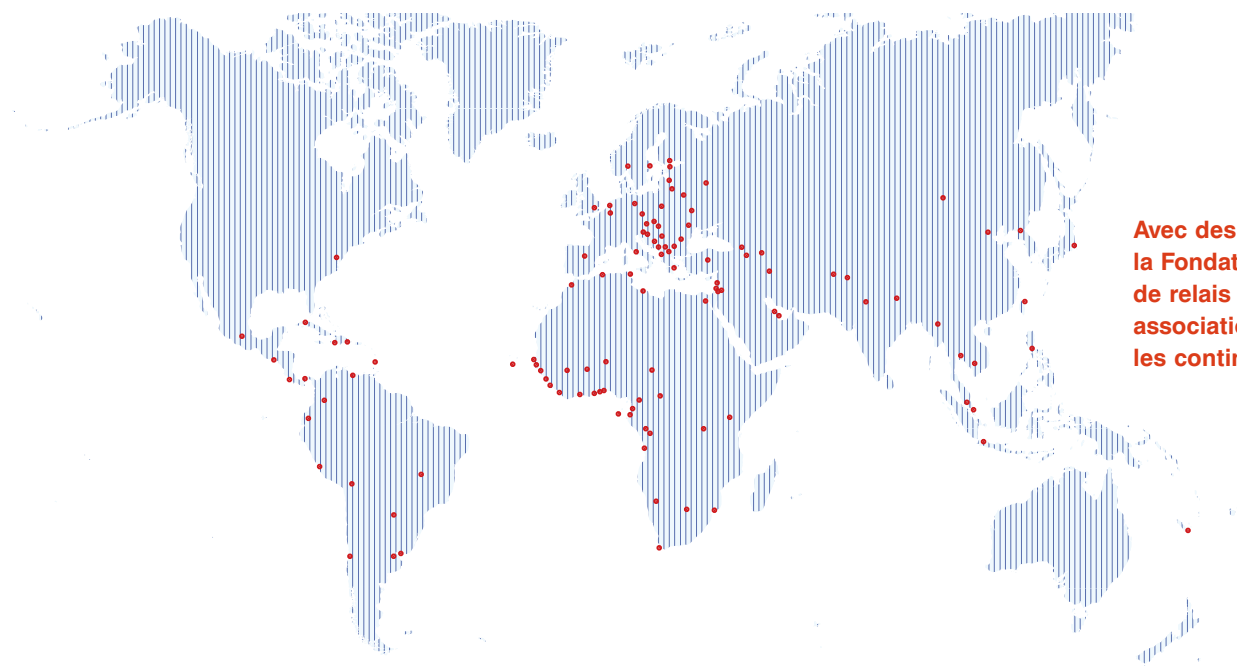 Avec des
la Fondat
de relais
associati
les contin